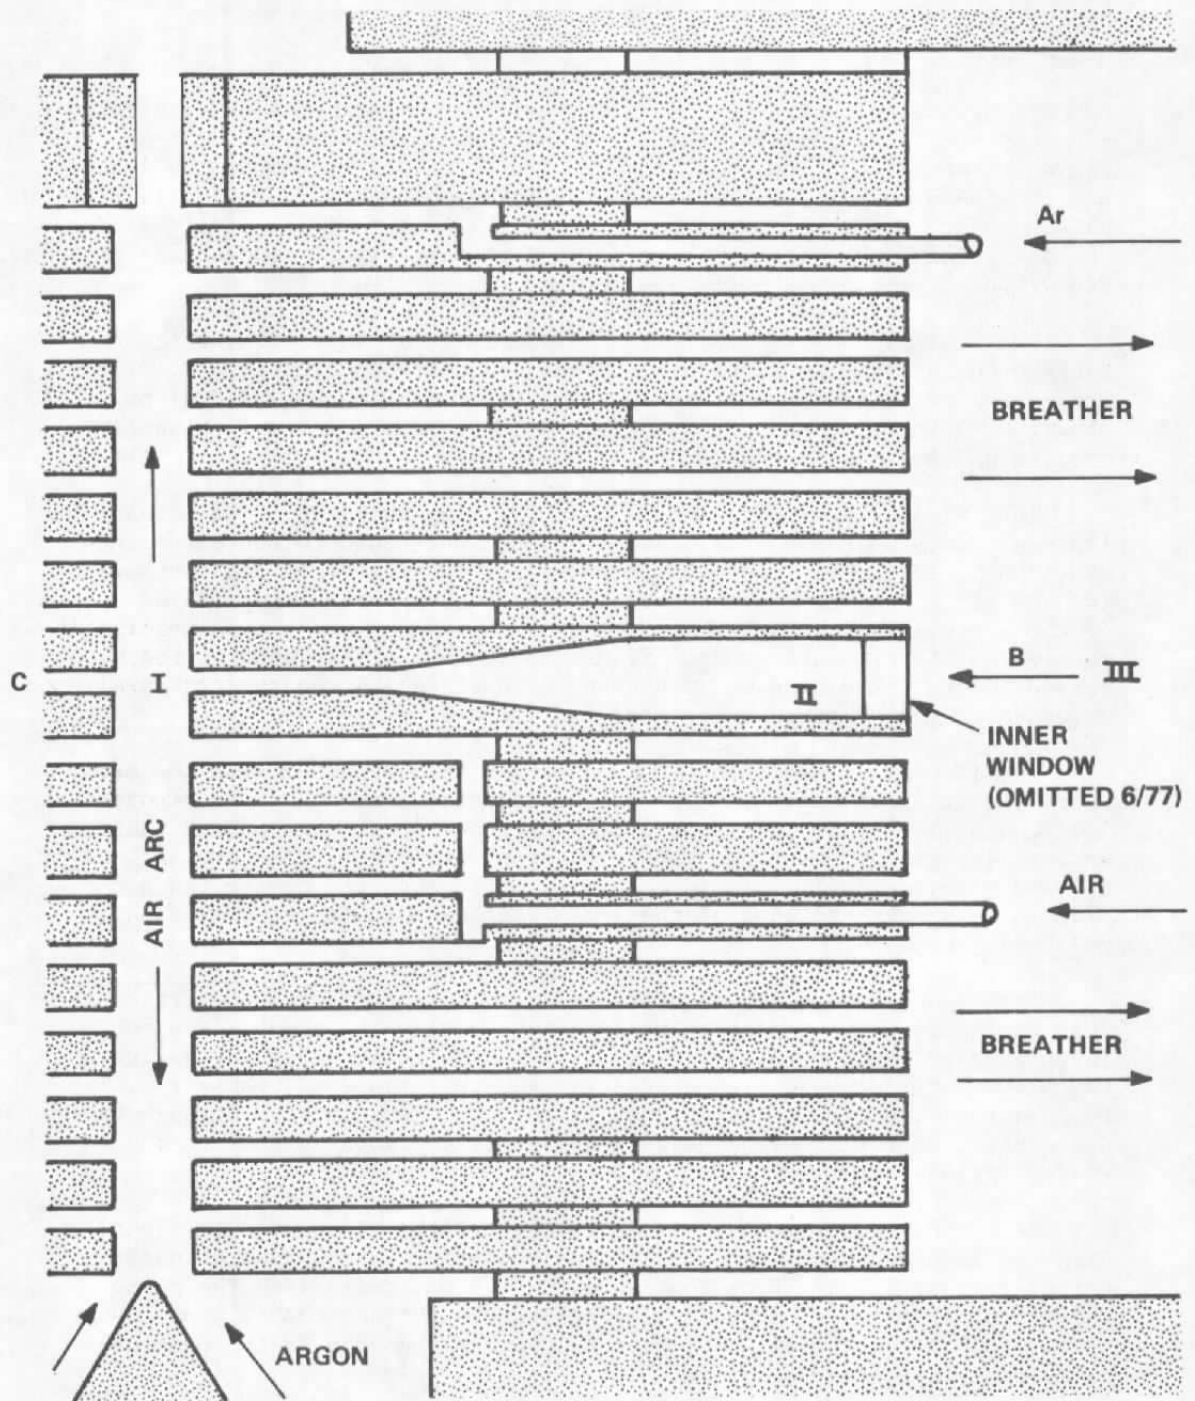 Ar
BREATHER
C
I
II
B
III
INNER
WINDOW
(OMITTED 6/77)
AIR ARC
AIR
BREATHER
ARGON